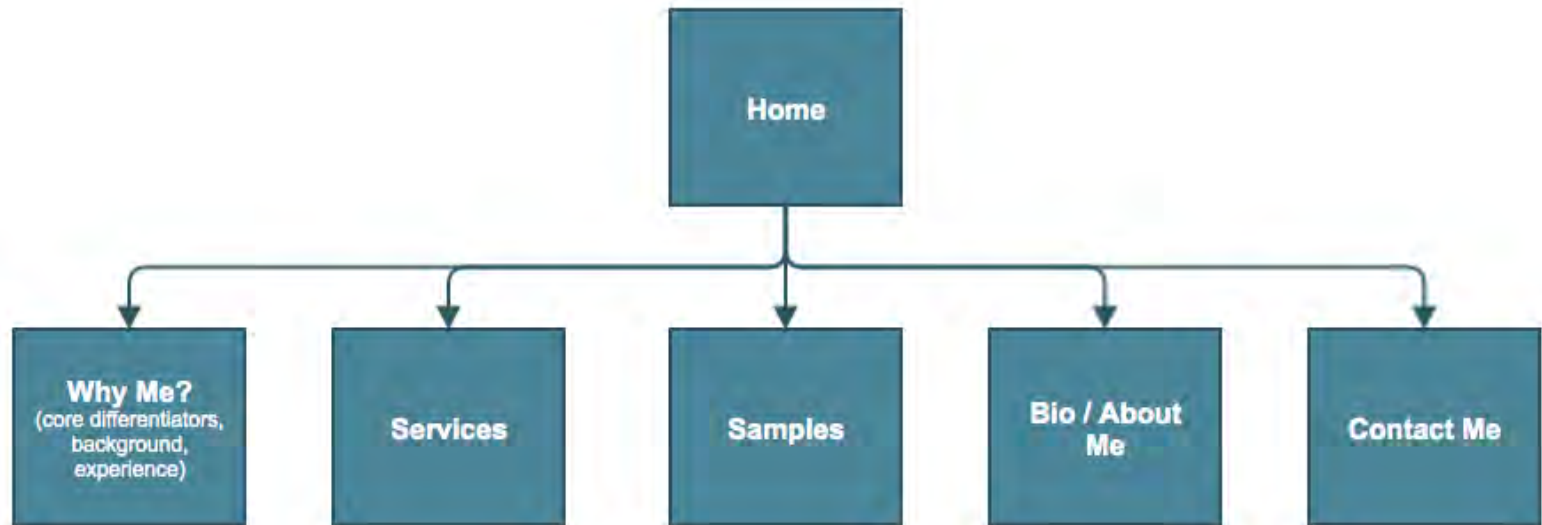 Home
Why Me?
(core differentiators,
background,
experience)
Services
Samples
Bio / About
Me
Contact Me